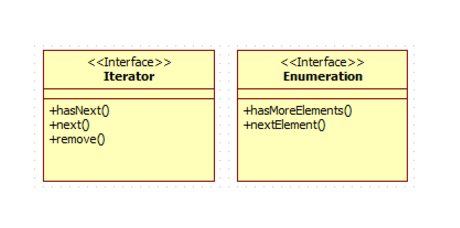 <<Interface>>
Iterator
+hasNext()
+next()
+remove()
<<Interface>>
Enumeration
+hasMoreElements()
+nextElement()